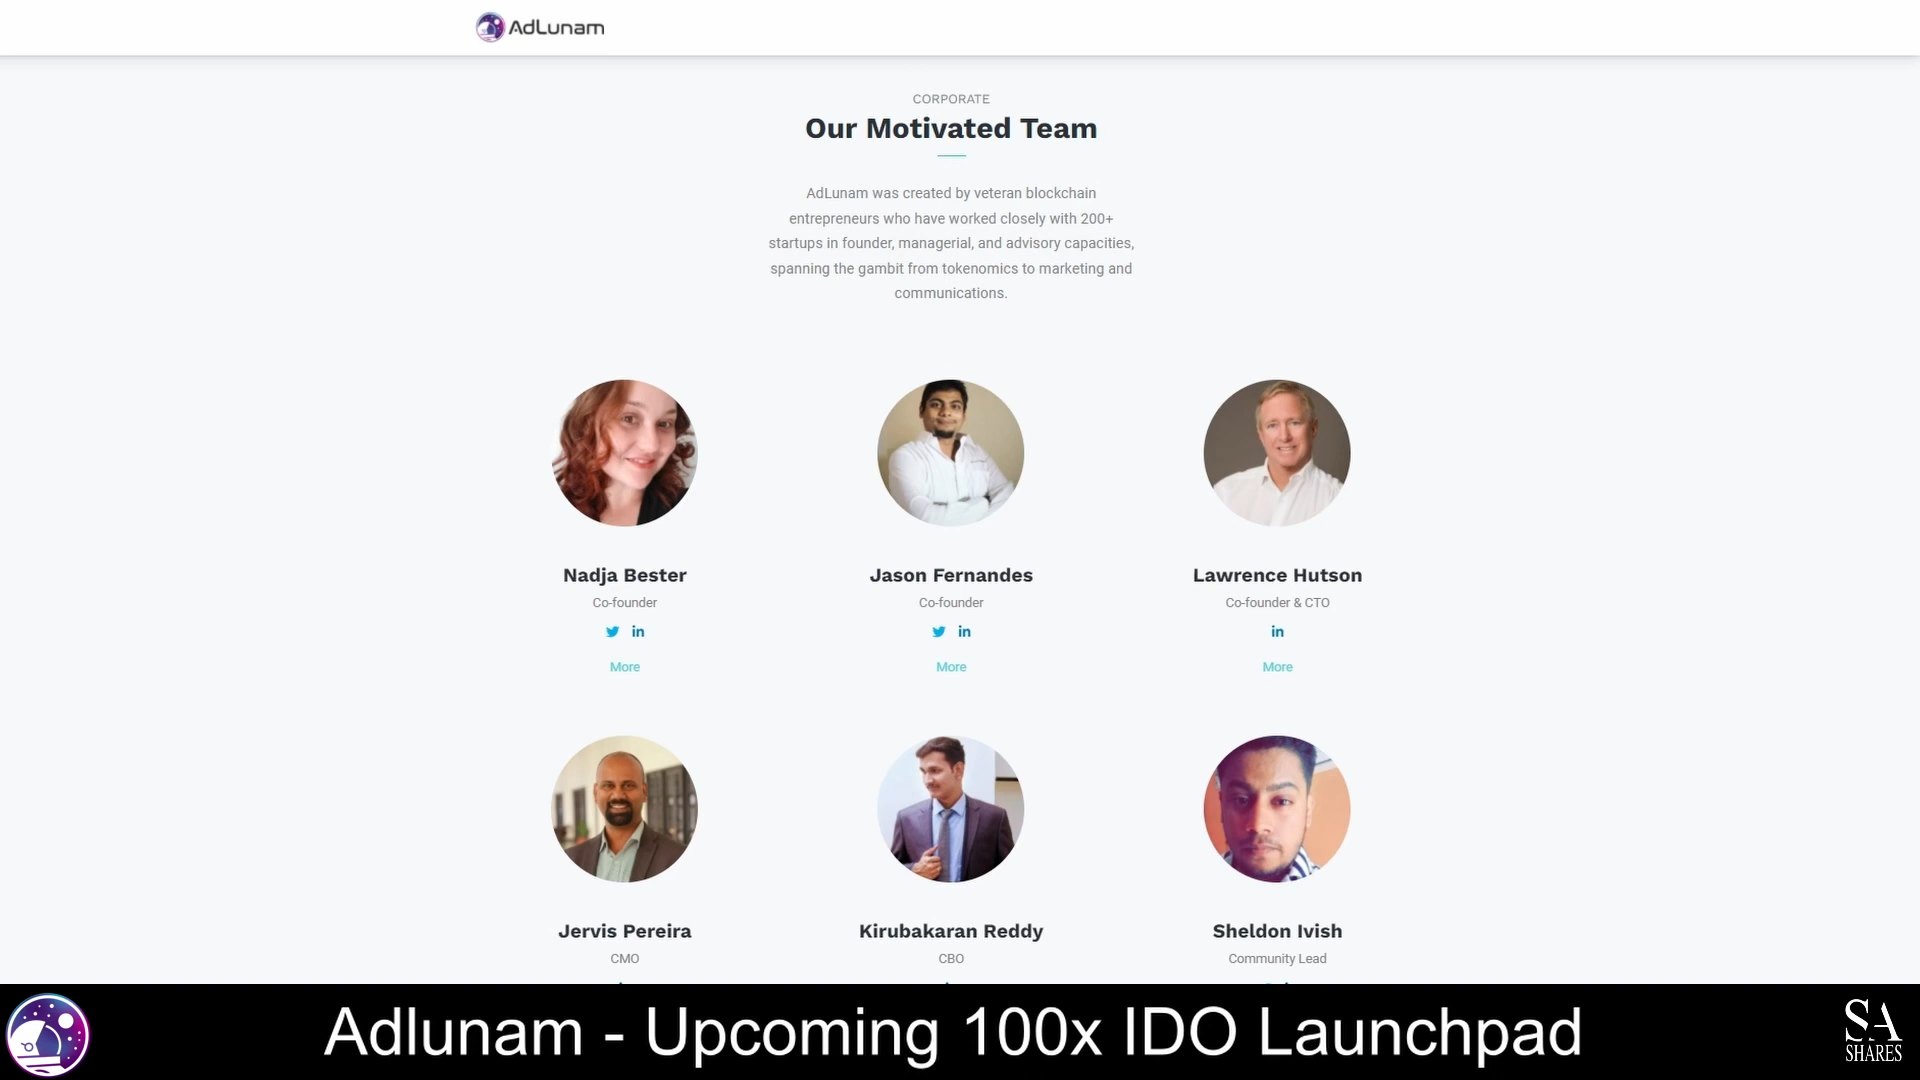 AdLunam
CORPORATE
Our Motivated Team
AdLunam was created by veteran blockchain
entrepreneurs who have worked closely with 200+
startups in founder, managerial, and advisory capacities,
spanning the gambit from tokenomics to marketing and
communications.
Nadja Bester
Co-founder
in
More
Jason Fernandes
Co-founder
in
More
Lawrence Hutson
Co-founder & CTO
in
More
Jervis Pereira
CMO
Kirubakaran Reddy
CBO
Sheldon Ivish
Community Lead
Adlunam - Upcoming 100x IDO Launchpad
SA
SHARES